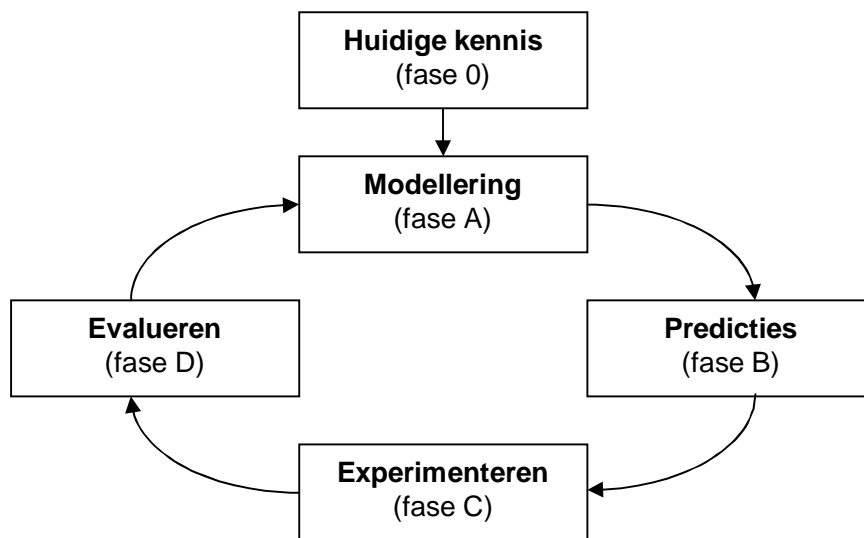 Huidige kennis
(fase 0)
Modellering
(fase A)
Evalueren
(fase D)
Predicties
(fase B)
Experimenteren
(fase C)